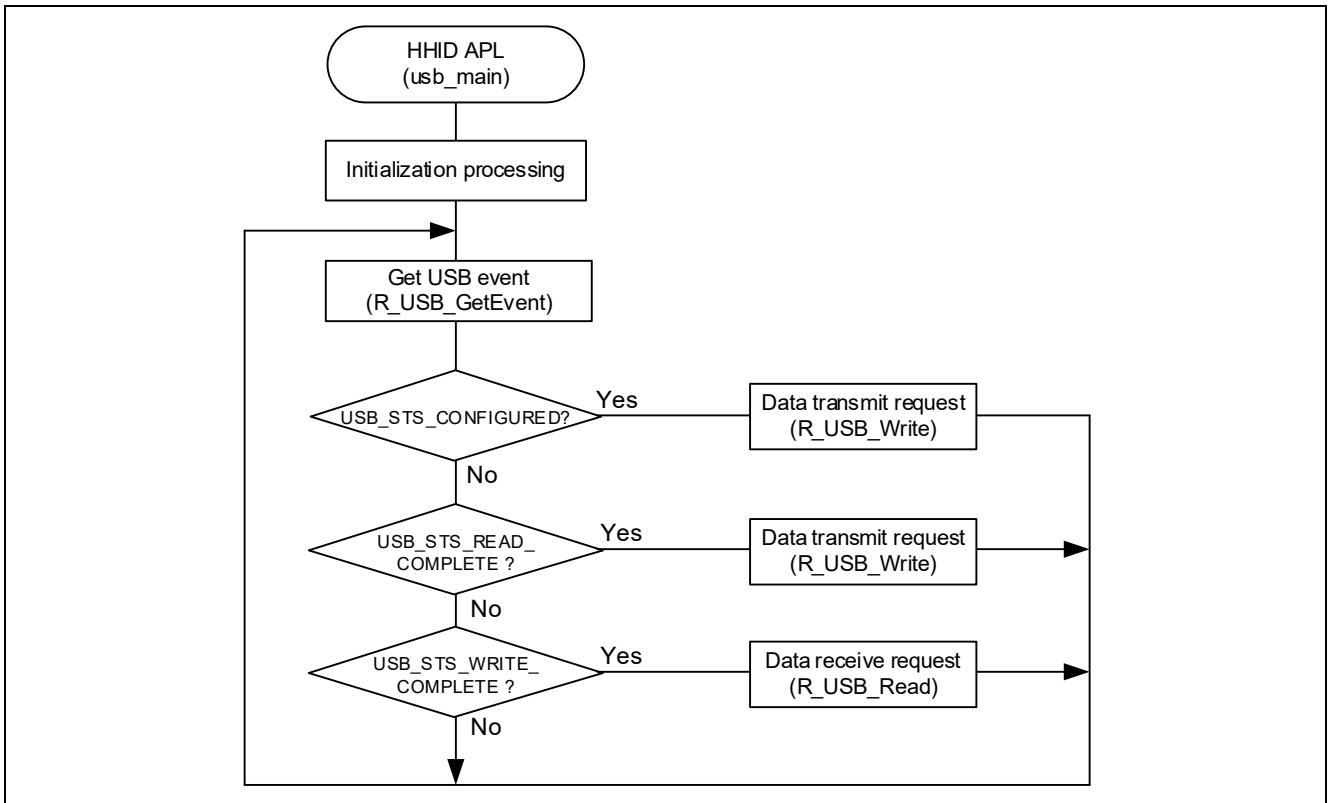 HHID APL
(usb_main)
Initialization processing
Get USB event
(R_USB_GetEvent)
USB_STS_CONFIGURED?
Yes
Data transmit request
(R_USB_Write)
No
USB_STS_READ_
COMPLETE ?
Yes
Data transmit request
(R_USB_Write)
No
USB_STS_WRITE_
COMPLETE ?
Yes
Data receive request
(R_USB_Read)
No